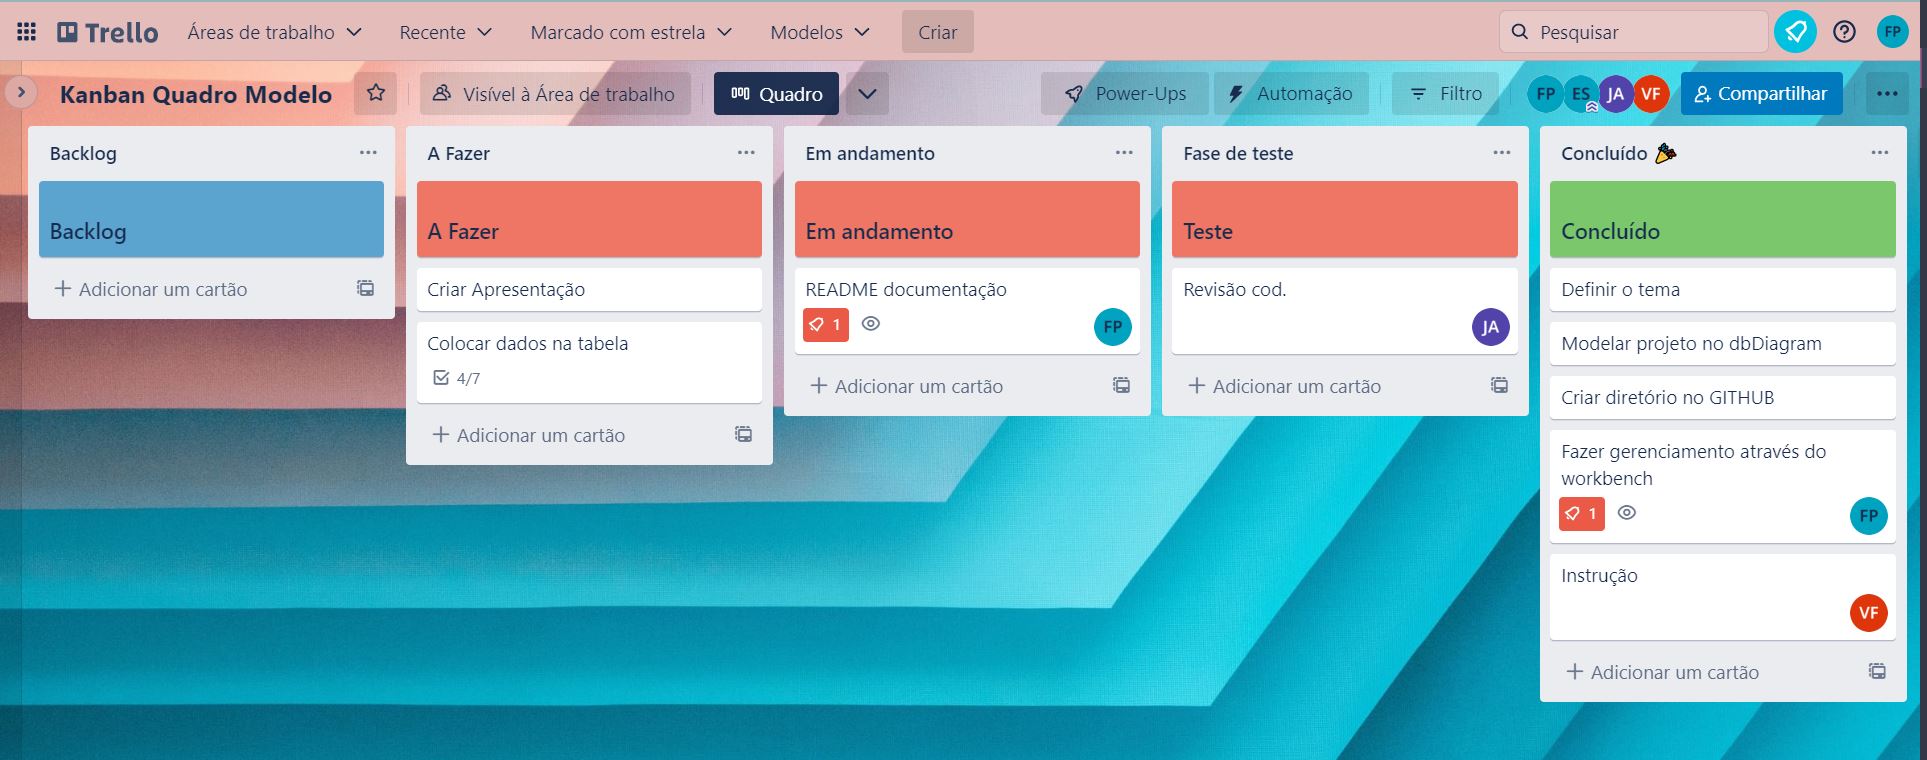 Trello
Áreas de trabalho
Recente
Marcado com estrela
Modelos
Criar
Pesquisar
FP
Kanban Quadro Modelo
Visível à Área de trabalho
Quadro
Power-Ups
Automação
Filtro
FP
ES
JA
VF
Compartilhar
Backlog
Backlog
Adicionar um cartão
A Fazer
A Fazer
Criar Apresentação
Colocar dados na tabela
4/7
Adicionar um cartão
Em andamento
Em andamento
README documentação
1
FP
Adicionar um cartão
Fase de teste
Teste
Revisão cod.
JA
Adicionar um cartão
Concluído
Concluído
Definir o tema
Modelar projeto no dbDiagram
Criar diretório no GITHUB
Fazer gerenciamento através do
workbench
1
FP
Instrução
VF
Adicionar um cartão